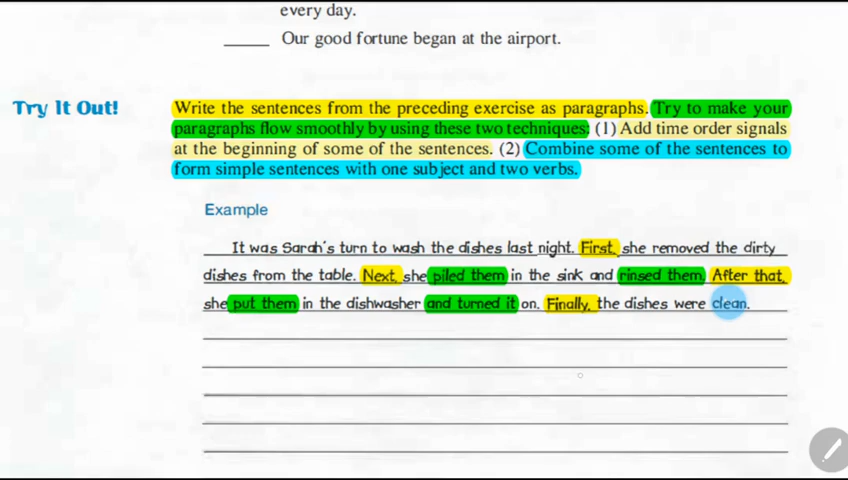 every day.
_____ Our good fortune began at the airport.
Try It Out!
Write the sentences from the preceding exercise as paragraphs. Try to make your
paragraphs flow smoothly by using these two techniques: (1) Add time order signals
at the beginning of some of the sentences. (2) Combine some of the sentences to
form simple sentences with one subject and two verbs.
Example
It was Sarah's turn to wash the dishes last night. First, she removed the dirty
dishes from the table. Next, she piled them in the sink and rinsed them. After that,
she put them in the dishwasher and turned it on. Finally, the dishes were clean.